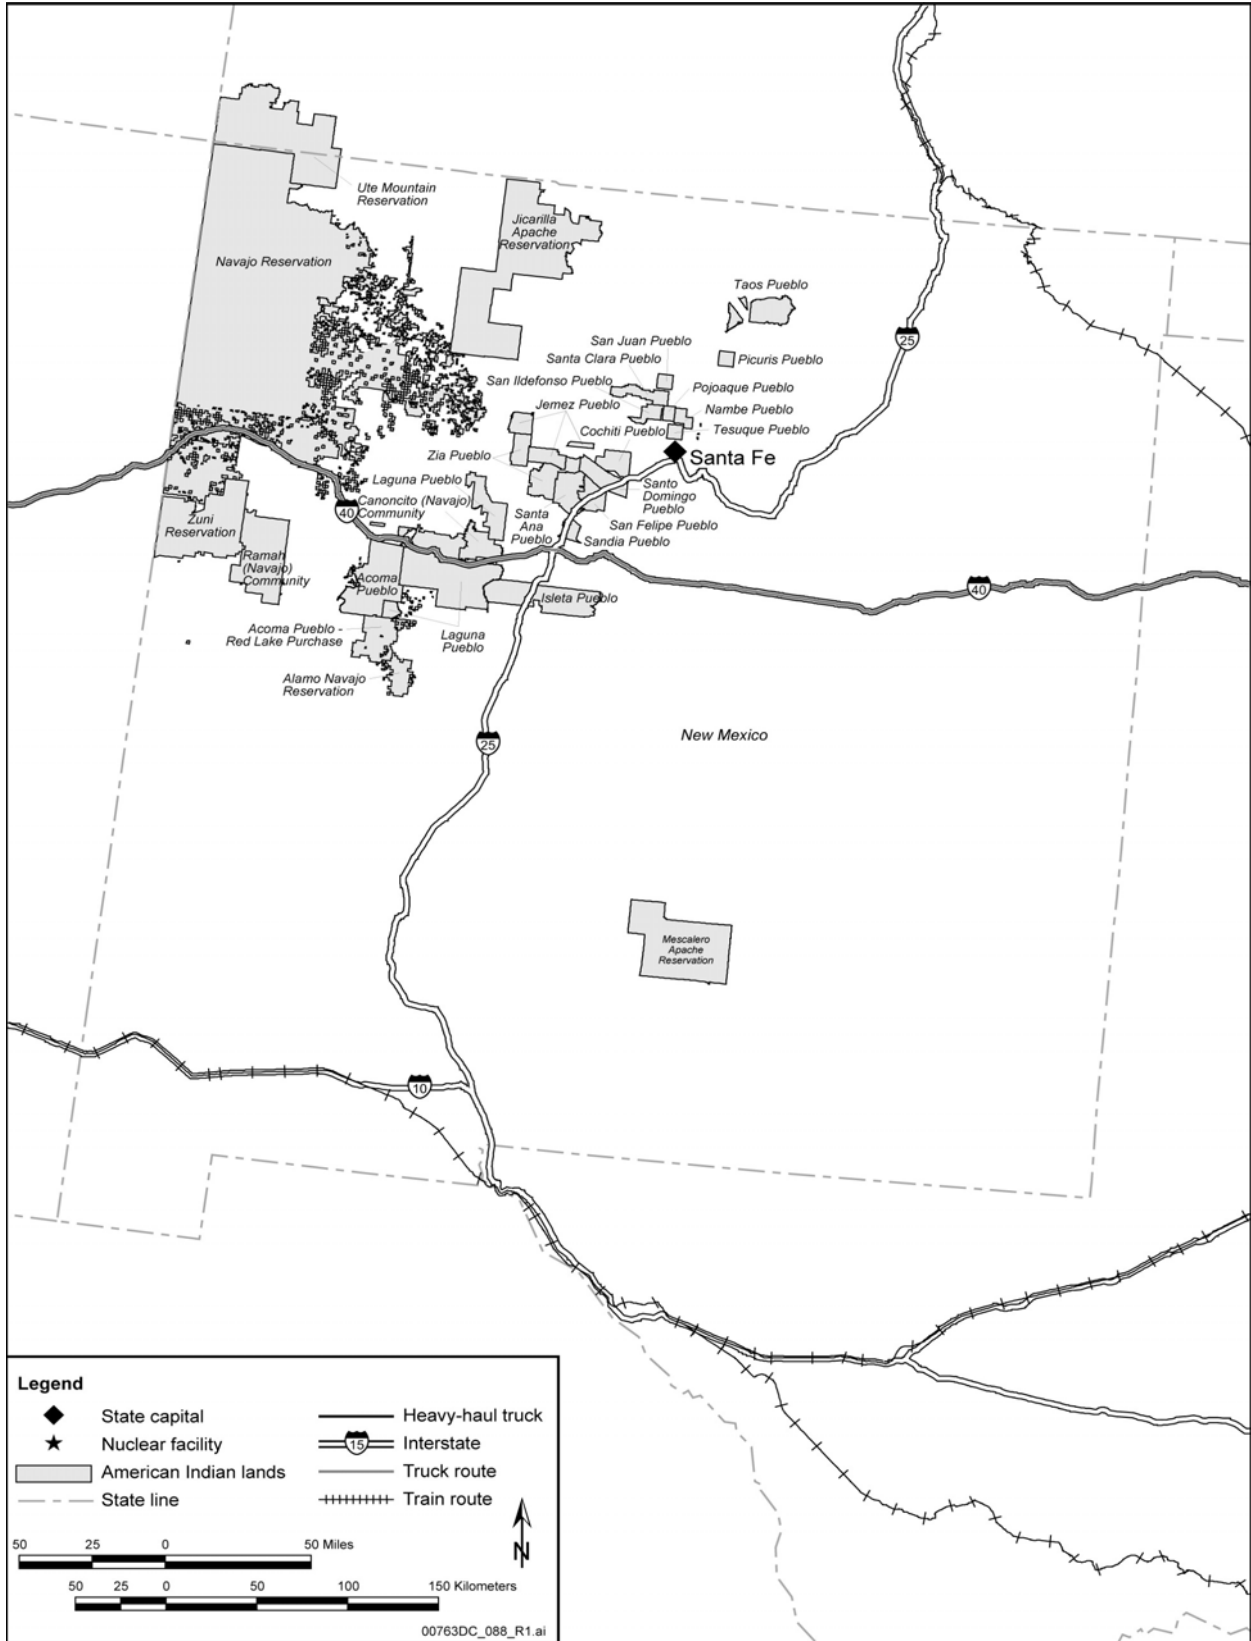 Ute Mountain
Reservation
Jicarilla
Apache
Reservation
Navajo Reservation
Taos Pueblo
25
San Juan Pueblo
Santa Clara Pueblo
Picuris Pueblo
San Ildefonso Pueblo
Pojoaque Pueblo
Jemez Pueblo
Nambe Pueblo
Cochiti Pueblo
Tesuque Pueblo
Zia Pueblo
Santa Fe
Laguna Pueblo
Santo
Domingo
Pueblo
Canoncito (Navajo)
Community
40
Santa
Ana
Pueblo
Zuni
Reservation
San Felipe Pueblo
Sandia Pueblo
Ramah
(Navajo)
Community
Acoma
Pueblo
40
Isleta Pueblo
Acoma Pueblo -
Red Lake Purchase
Laguna
Pueblo
Alamo Navajo
Reservation
25
New Mexico
Mescalero
Apache
Reservation
10
Legend
State capital
Nuclear facility
American Indian lands
State line
Heavy-haul truck
15
Interstate
Truck route
Train route
N
50 25 0 50 Miles
50 25 0 50 100 150 Kilometers
00763DC_088_R1.ai